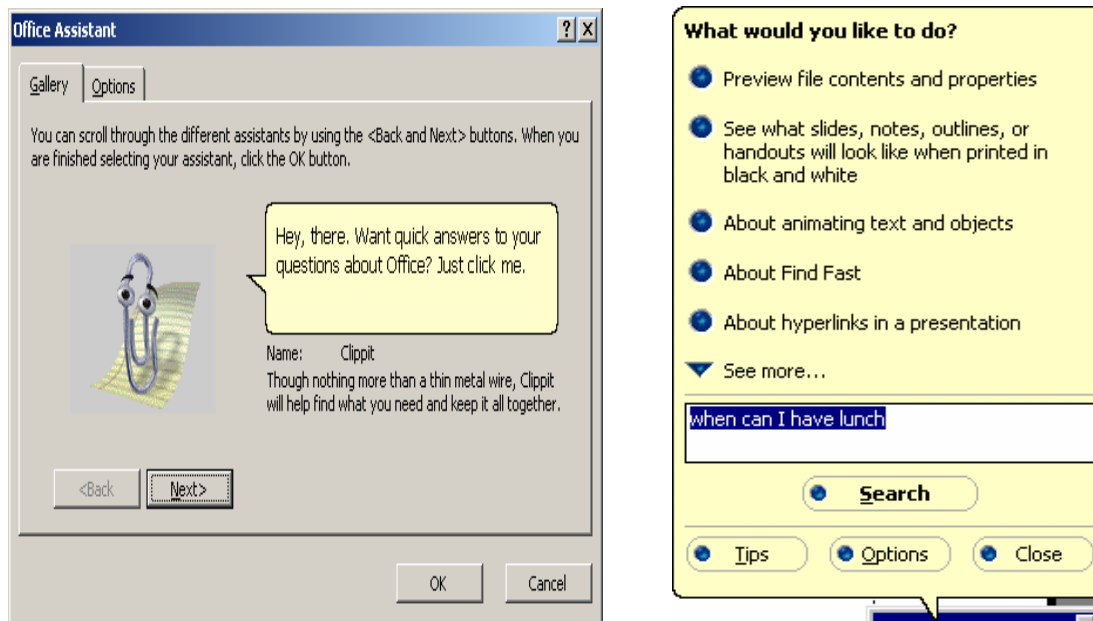 Office Assistant
Gallery
Options
You can scroll through the different assistants by using the <Back and Next> buttons. When you
are finished selecting your assistant, click the OK button.
Hey, there. Want quick answers to your
questions about Office? Just click me.
Name: Clippit
Though nothing more than a thin metal wire, Clippit
will help find what you need and keep it all together.
<Back
Next>
OK
Cancel
What would you like to do?
Preview file contents and properties
See what slides, notes, outlines, or
handouts will look like when printed in
black and white
About animating text and objects
About Find Fast
About hyperlinks in a presentation
See more...
when can I have lunch
Search
Tips
Options
Close